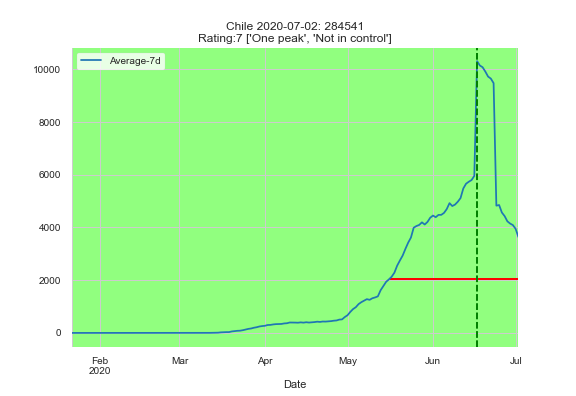 Chile 2020-07-02: 284541
Rating:7 ['One peak', 'Not in control']
Average-7d
10000
8000
6000
4000
2000
0
Feb Mar Apr May Jun Jul
2020
Date